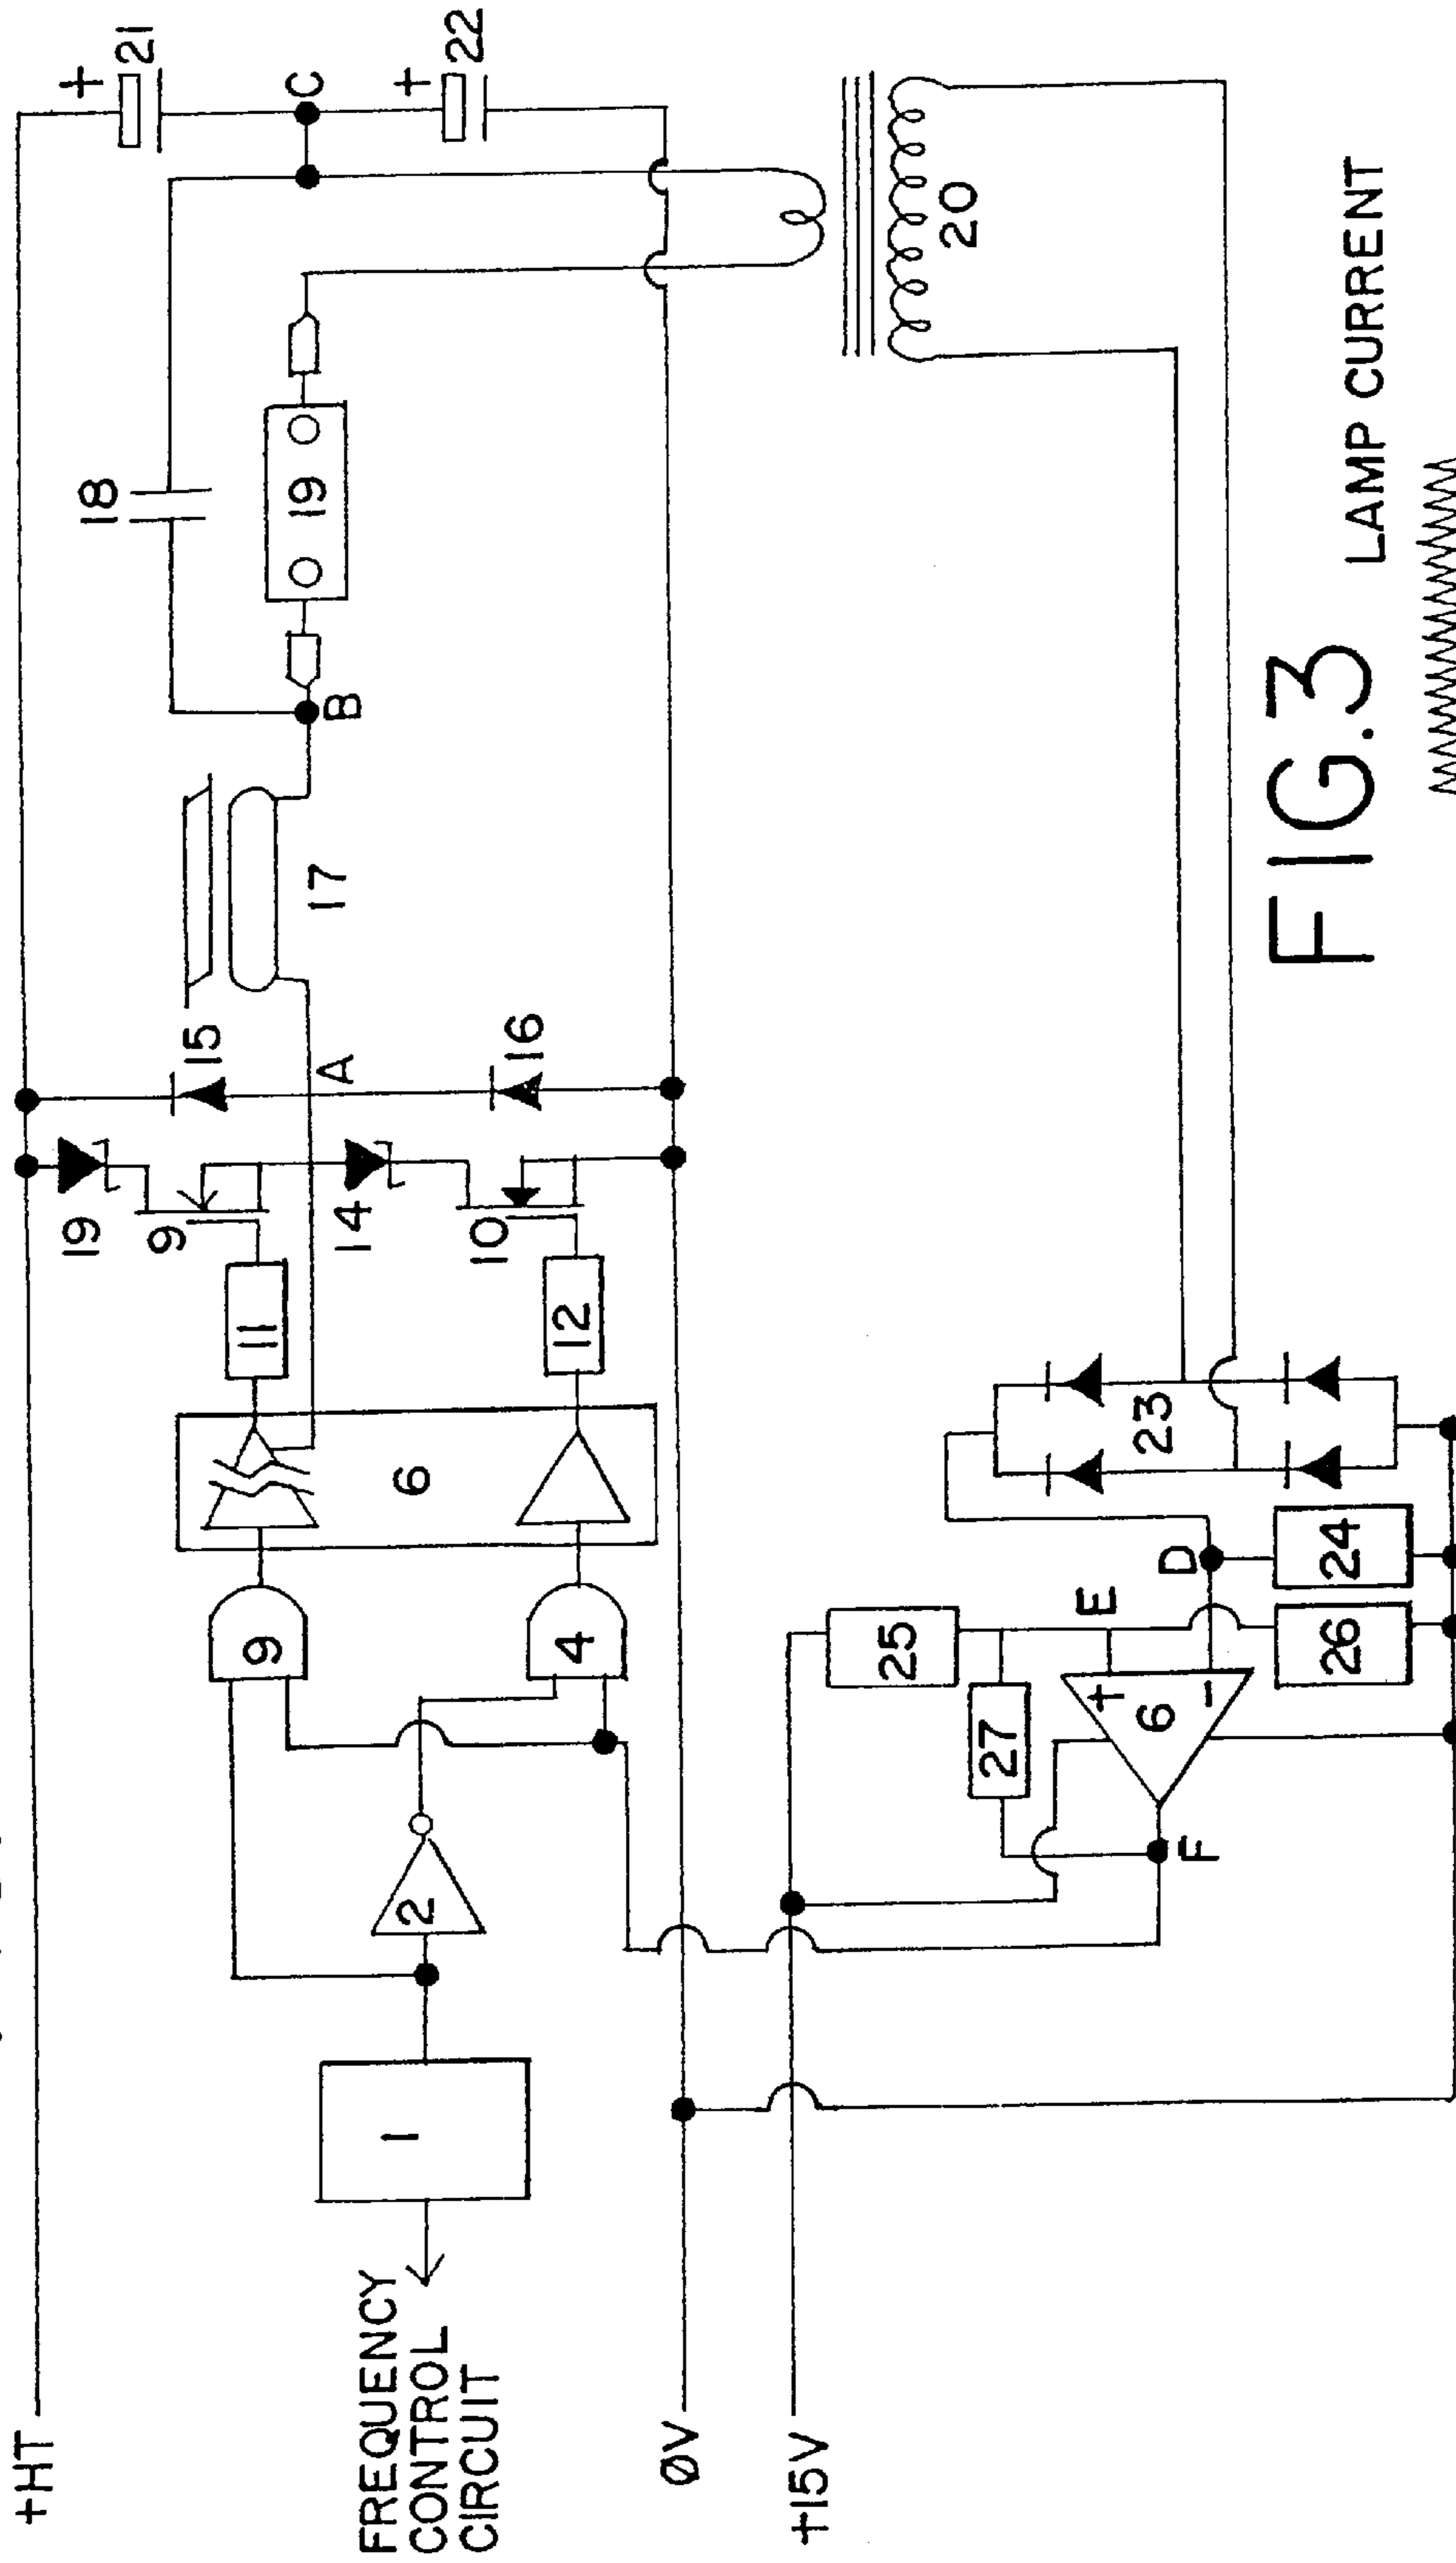 +HT
FREQUENCY
CONTROL
CIRCUIT
ØV
+15V
1
2
9
4
6
11
12
19
9
14
10
15
A
16
17
B
18
19
+
21
C
+
22
20
23
D
24
E
25
26
27
+
6
-
F
FIG.3
LAMP CURRENT